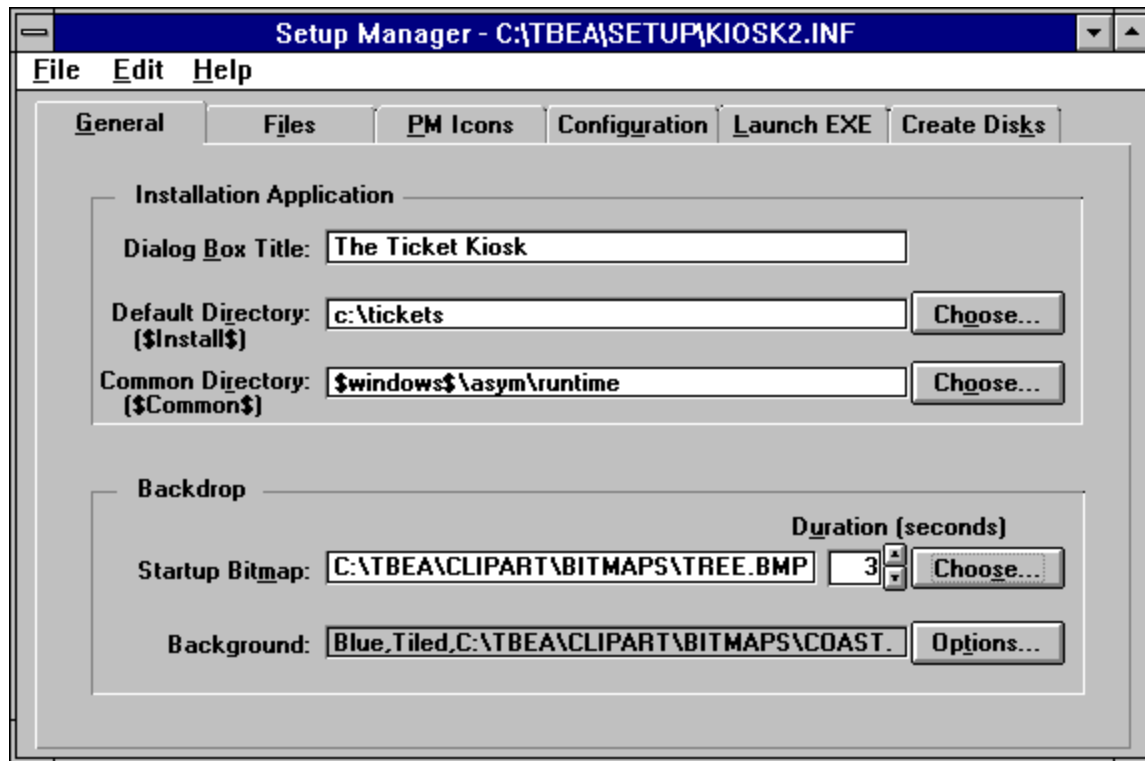 Setup Manager - C:\TBEA\SETUP\KIOSK2.INF
File Edit Help
General Files PM Icons Configuration Launch EXE Create Disks
Installation Application
Dialog Box Title: The Ticket Kiosk
Default Directory: c:\tickets Choose...
($Install$)
Common Directory: $windows$\asym\runtime Choose...
($Common$)
Backdrop
Duration (seconds)
Startup Bitmap: C:\TBEA\CLIPART\BITMAPS\TREE.BMP 3 Choose...
Background: Blue,Tiled,C:\TBEA\CLIPART\BITMAPS\COAST. Options...